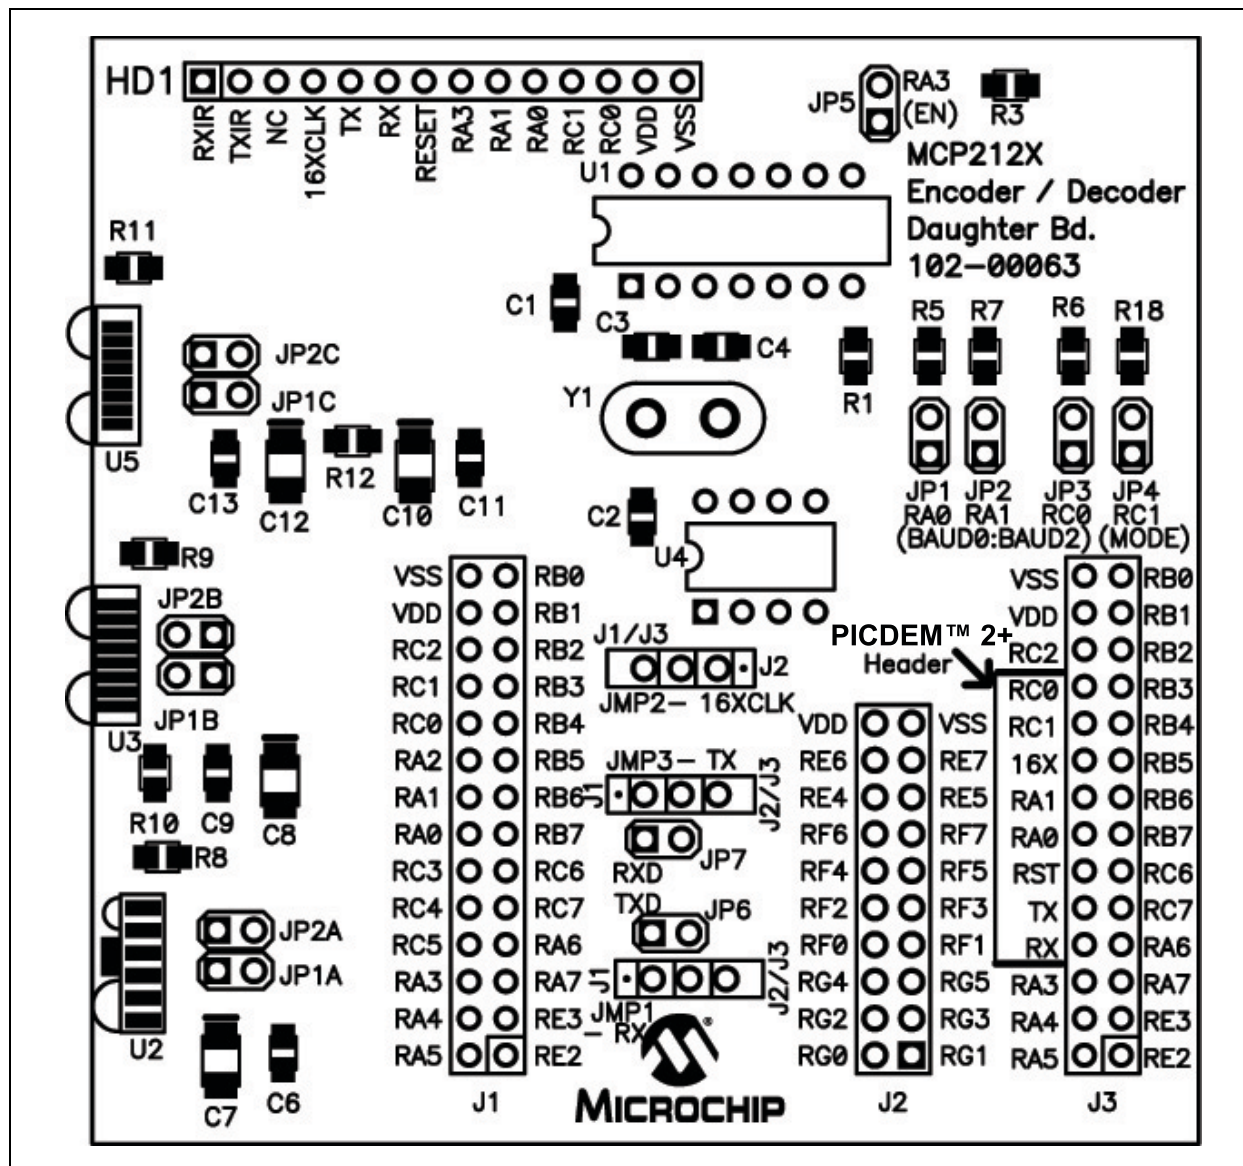 HD1
RXIR
TXIR
NC
16XCLK
TX
RX
RESET
RA3
RA1
RA0
RC1
RC0
VDD
VSS
JP5
RA3
(EN)
R3
U1
MCP212X
Encoder / Decoder
Daughter Bd.
102-00063
R11
C1
C3
C4
R1
R5
R7
R6
R18
U5
JP2C
JP1C
Y1
C13
C12
R12
C10
C11
JP1
RA0
JP2
RA1
JP3
RC0
JP4
RC1
(BAUD0:BAUD2) (MODE)
C2
U4
R9
JP2B
JP1B
U3
R10
C9
C8
R8
JP2A
JP1A
U2
C7
C6
VSS RB0
VDD RB1
RC2 RB2
RC1 RB3
RC0 RB4
RA2 RB5
RA1 RB6
RA0 RB7
RC3 RC6
RC4 RC7
RC5 RA6
RA3 RA7
RA4 RE3
RA5 RE2
J1
J1/J3
J2
JMP2- 16XCLK
JMP3- TX
J1
J2/J3
RXD
JP7
TXD
JP6
J1
J2/J3
JMP1
- RX
®
MICROCHIP
PICDEM™ 2+
Header
VDD VSS
RE6 RE7
RE4 RE5
RF6 RF7
RF4 RF5
RF2 RF3
RF0 RF1
RG4 RG5
RG2 RG3
RG0 RG1
J2
VSS RB0
VDD RB1
RC2 RB2
RC0 RB3
RC1 RB4
16X RB5
RA1 RB6
RA0 RB7
RST RC6
TX RC7
RX RA6
RA3 RA7
RA4 RE3
RA5 RE2
J3